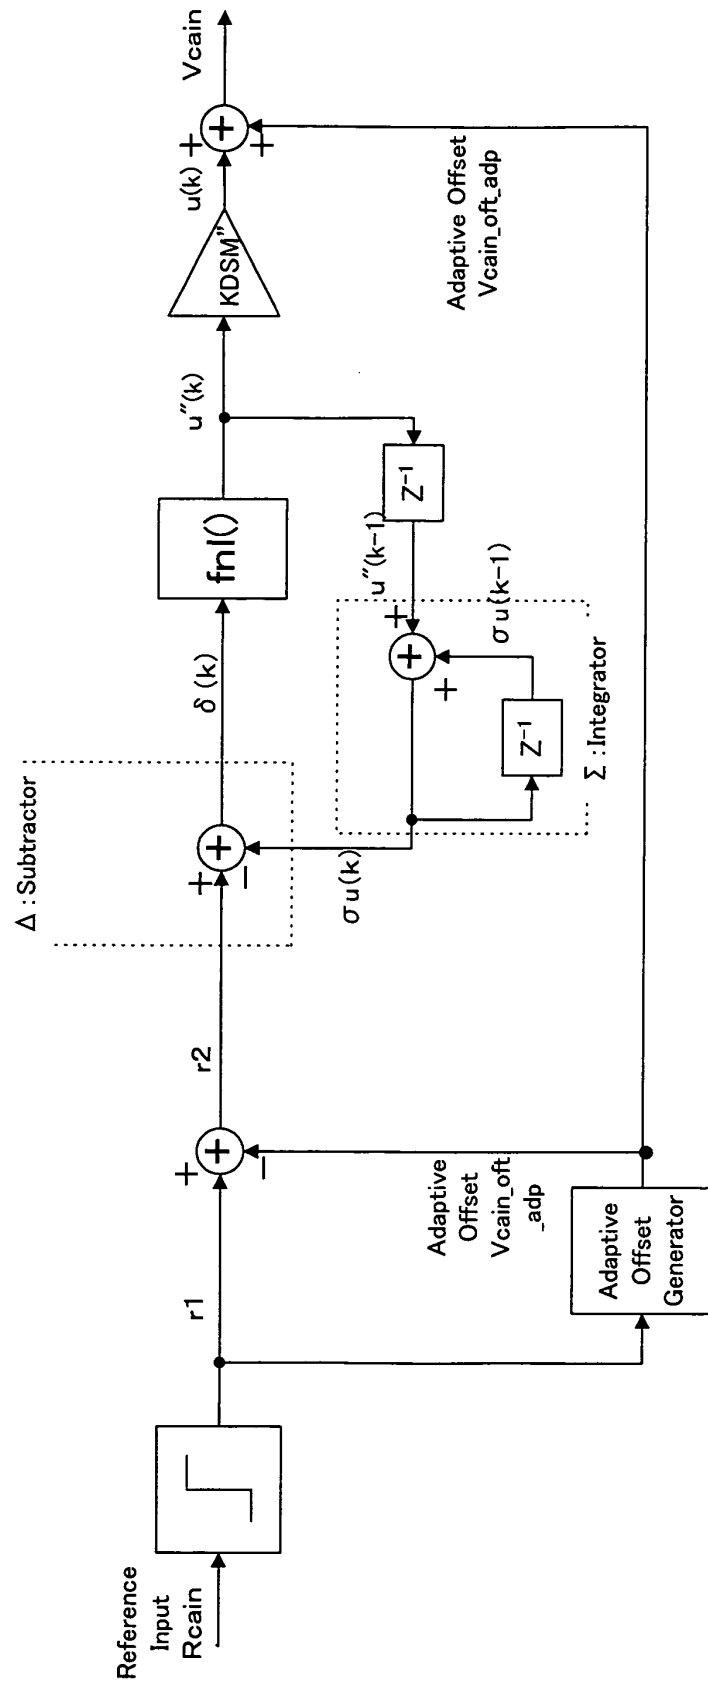 Reference
Input
Rcain
r1
+
+
−
r2
Adaptive
Offset
Vcain_oft
_adp
Adaptive
Offset
Generator
Δ : Subtractor
+
+
−
δ (k)
σu(k)
fnl()
u″(k)
Z⁻¹
u″(k−1)
+
+
+
σu(k−1)
Z⁻¹
Σ : Integrator
KDSM″
u(k)
+
+
+
Vcain
Adaptive Offset
Vcain_oft_adp